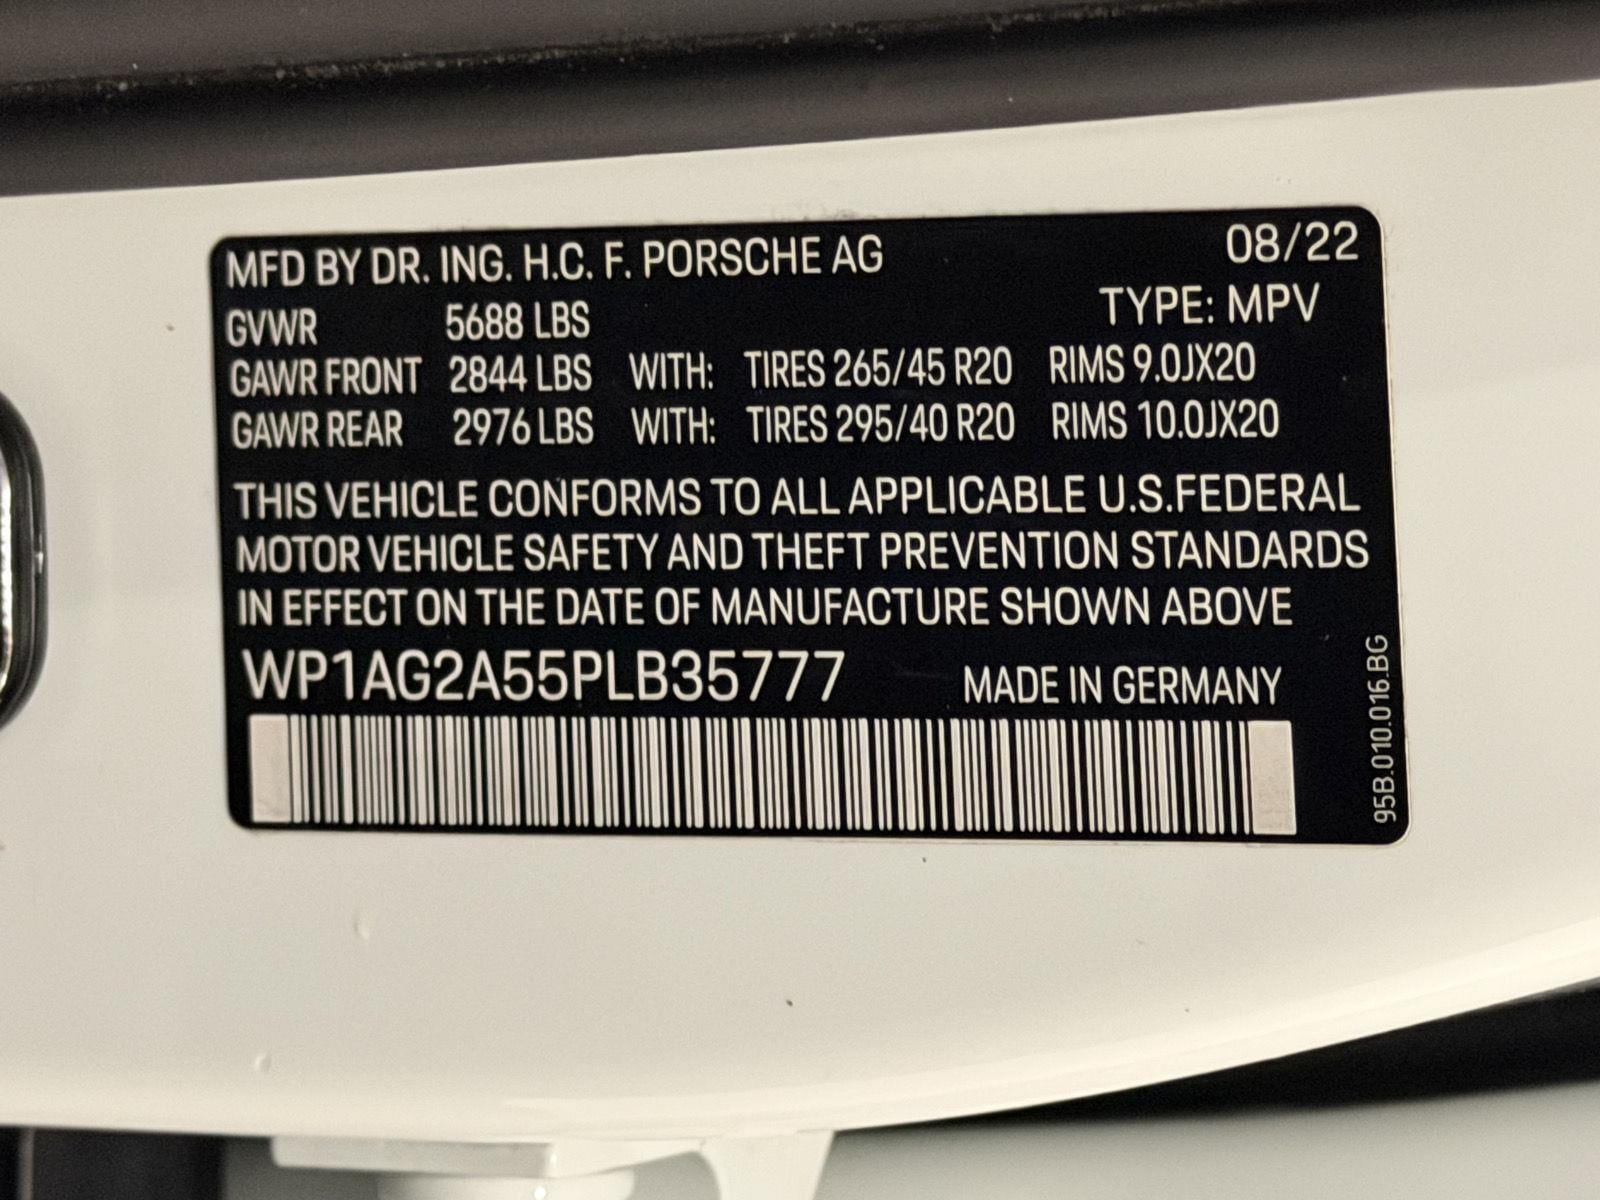 MFD BY DR. ING. H.C. F. PORSCHE AG 08/22
GVWR 5688 LBS TYPE: MPV
GAWR FRONT 2844 LBS WITH: TIRES 265/45 R20 RIMS 9.0JX20
GAWR REAR 2976 LBS WITH: TIRES 295/40 R20 RIMS 10.0JX20
THIS VEHICLE CONFORMS TO ALL APPLICABLE U.S.FEDERAL
MOTOR VEHICLE SAFETY AND THEFT PREVENTION STANDARDS
IN EFFECT ON THE DATE OF MANUFACTURE SHOWN ABOVE
WP1AG2A55PLB35777 MADE IN GERMANY
95B.010.016.BG